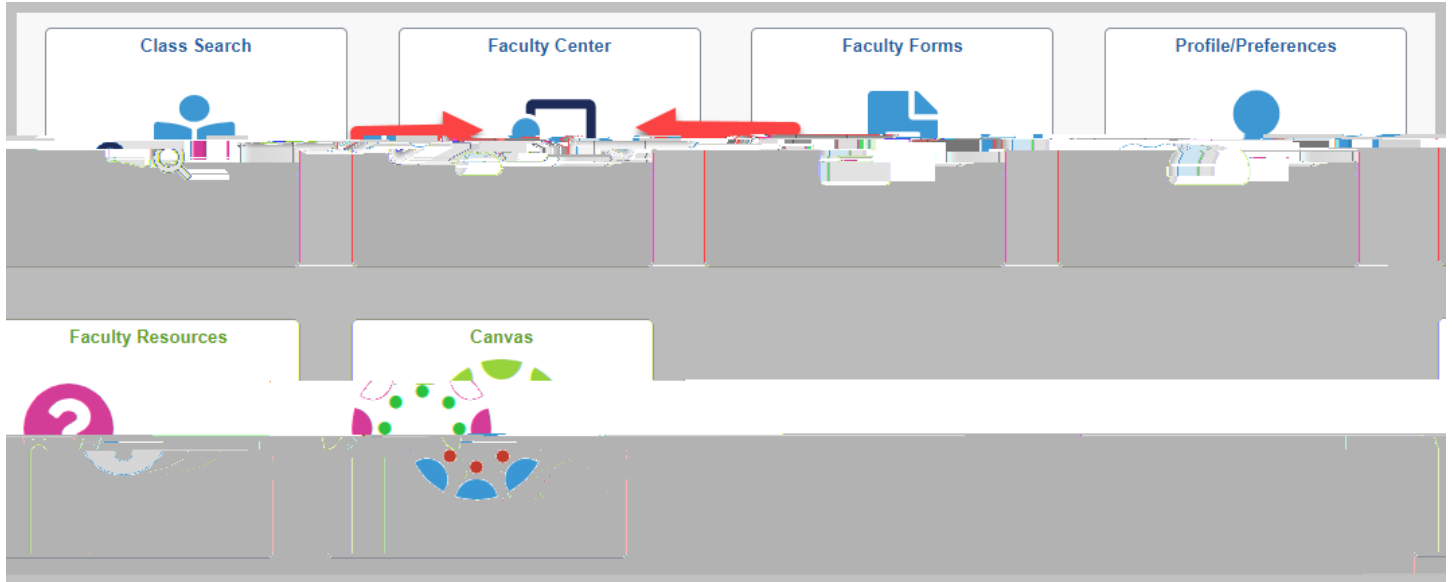 Class Search
Faculty Center
Faculty Forms
Profile/Preferences
Faculty Resources
Canvas